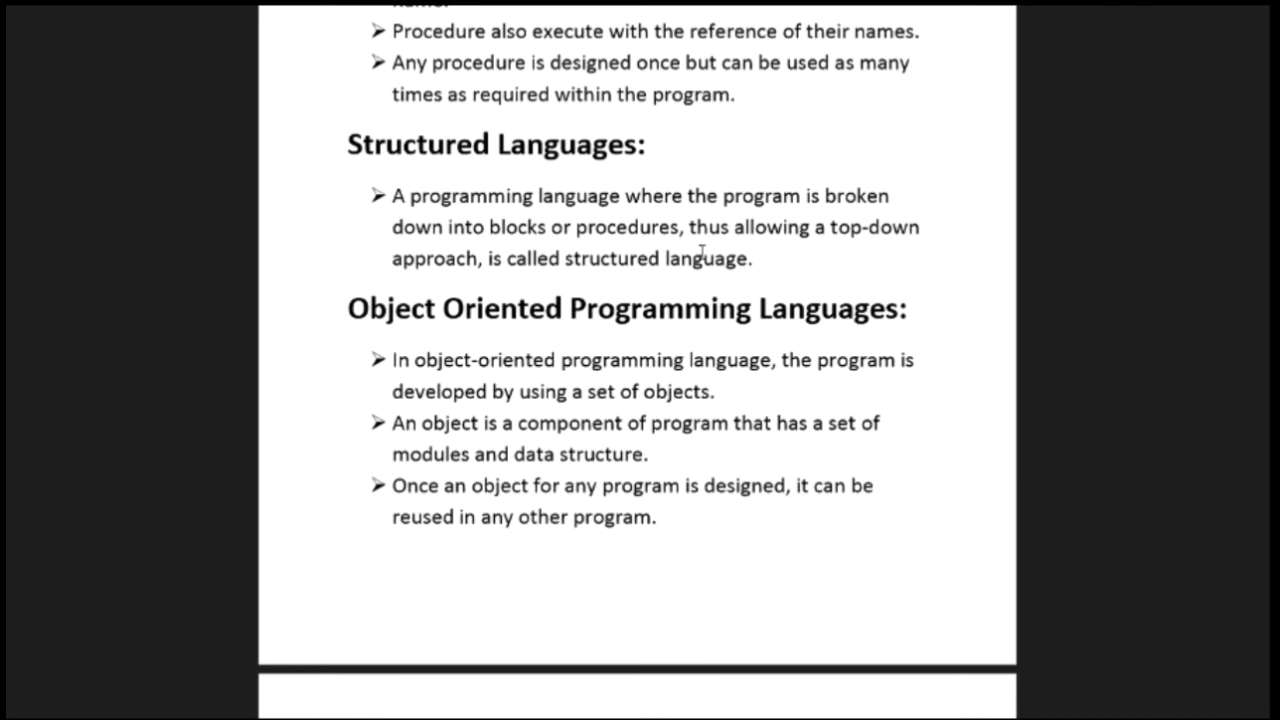 ➢ Procedure also execute with the reference of their names.
➢ Any procedure is designed once but can be used as many
times as required within the program.
Structured Languages:
➢ A programming language where the program is broken
down into blocks or procedures, thus allowing a top-down
approach, is called structured language.
Object Oriented Programming Languages:
➢ In object-oriented programming language, the program is
developed by using a set of objects.
➢ An object is a component of program that has a set of
modules and data structure.
➢ Once an object for any program is designed, it can be
reused in any other program.